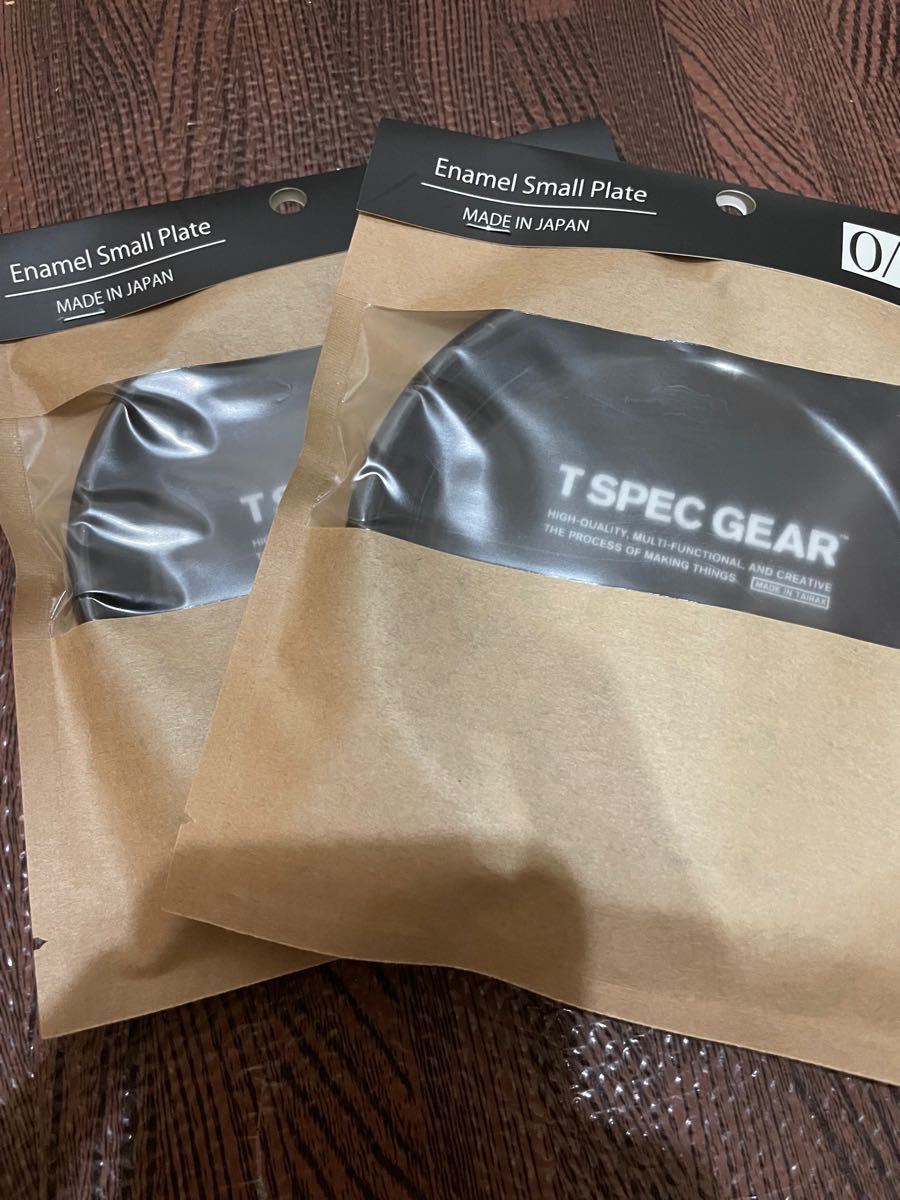 Enamel Small Plate
MADE IN JAPAN
T S
Enamel Small Plate
MADE IN JAPAN
O/
T SPEC GEAR™
HIGH-QUALITY, MULTI-FUNCTIONAL, AND CREATIVE
THE PROCESS OF MAKING THINGS.
MADE IN TAIRAX